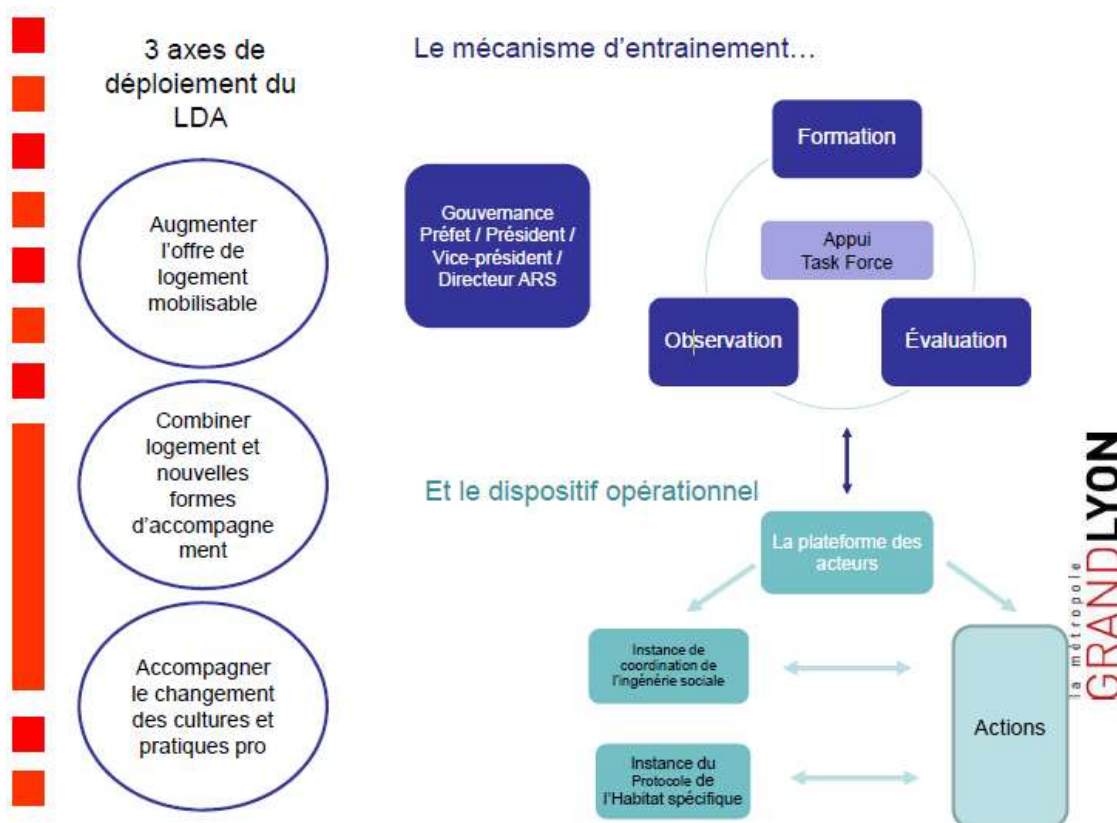 3 axes de
déploiement du
LDA
Augmenter
l'offre de
logement
mobilisable
Combiner
logement et
nouvelles
formes
d'accompagne
ment
Accompagner
le changement
des cultures et
pratiques pro
Le mécanisme d'entrainement…
Gouvernance
Préfet / Président /
Vice-président /
Directeur ARS
Formation
Appui
Task Force
Observation
Évaluation
Et le dispositif opérationnel
La plateforme des
acteurs
Instance de
coordination de
l'ingénérie sociale
Instance du
Protocole de
l'Habitat spécifique
Actions
la métropole
GRANDLYON